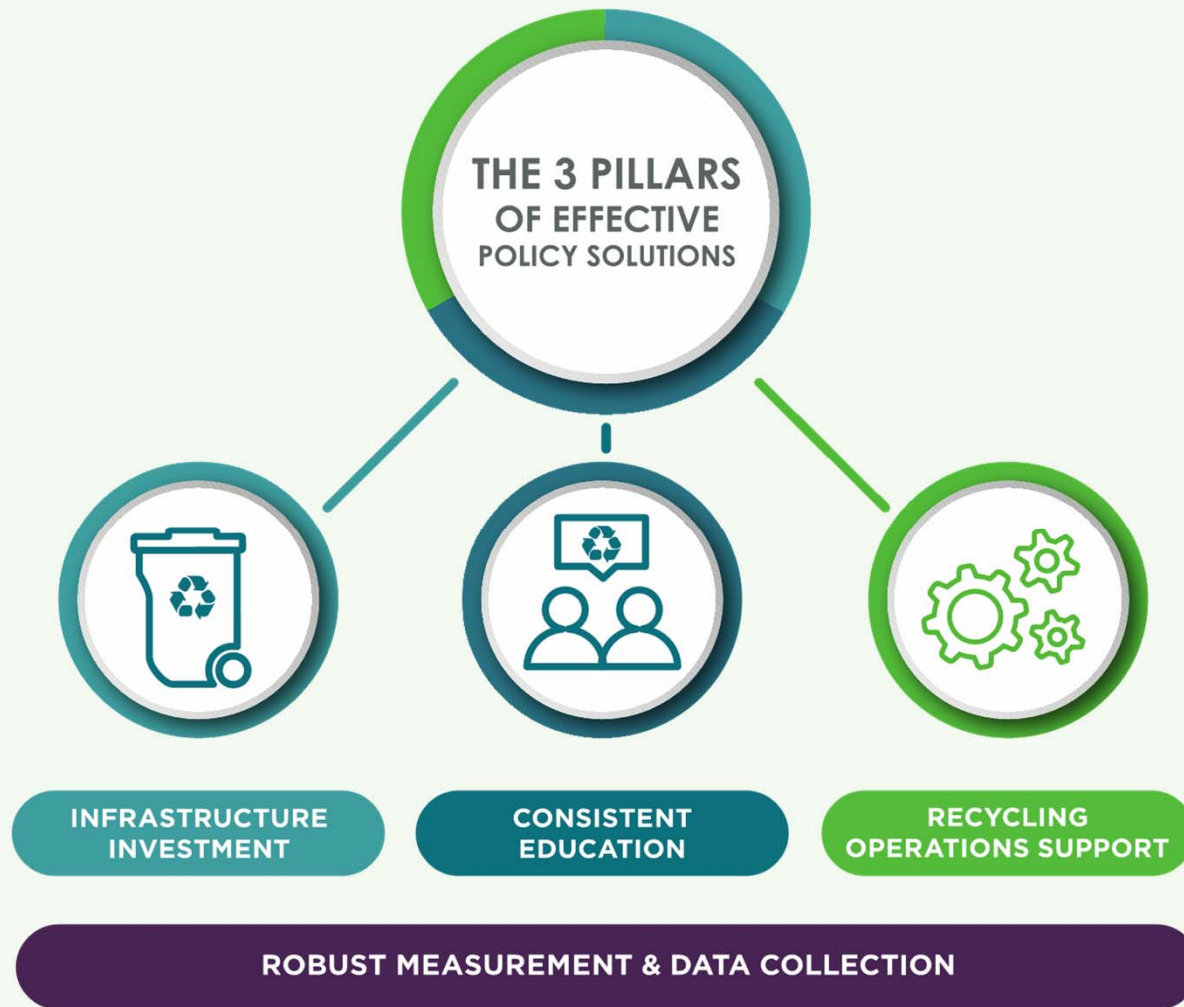 THE 3 PILLARS
OF EFFECTIVE
POLICY SOLUTIONS
INFRASTRUCTURE
INVESTMENT
CONSISTENT
EDUCATION
RECYCLING
OPERATIONS SUPPORT
ROBUST MEASUREMENT & DATA COLLECTION